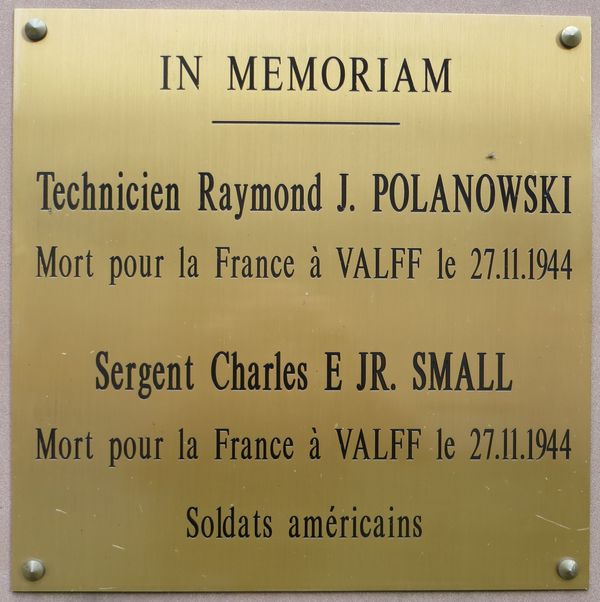 IN MEMORIAM
Technicien Raymond J. POLANOWSKI
Mort pour la France à VALFF le 27.11.1944
Sergent Charles E JR. SMALL
Mort pour la France à VALFF le 27.11.1944
Soldats américains